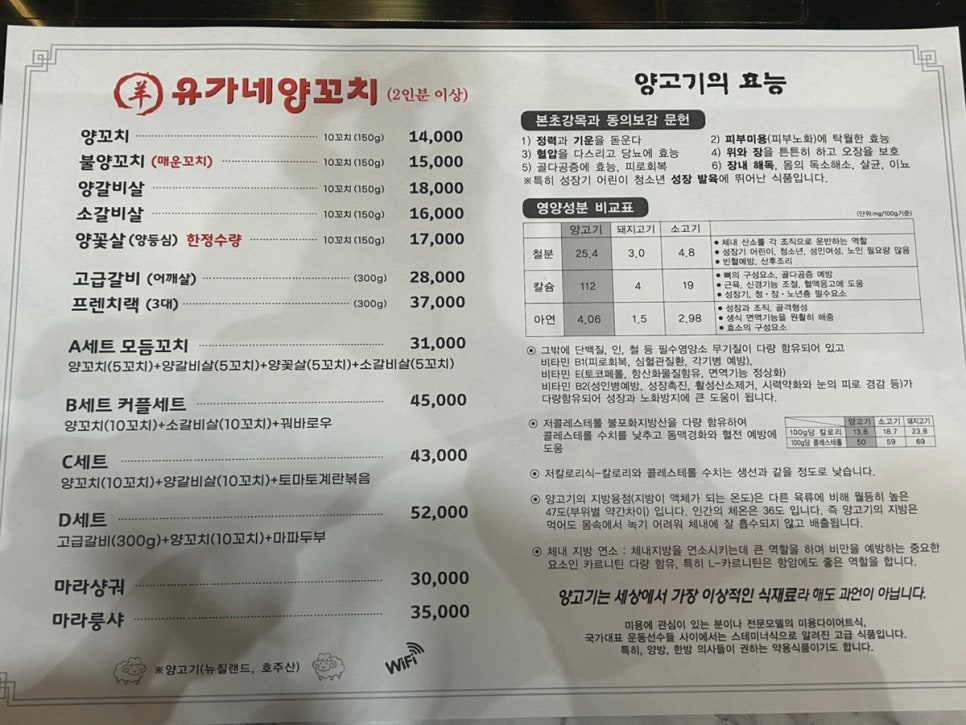 羊 유가네양꼬치 (2인분 이상)
양꼬치 10꼬치(150g) 14,000
불양꼬치 (매운꼬치) 10꼬치(150g) 15,000
양갈비살 10꼬치(150g) 18,000
소갈비살 10꼬치(150g) 16,000
양꽃살 (양등심) 한정수량 10꼬치(150g) 17,000
고급갈비 (어깨살) (300g) 28,000
프렌치랙 (3대) (300g) 37,000
A세트 모듬꼬치 31,000
양꼬치(5꼬치)+양갈비살(5꼬치)+양꽃살(5꼬치)+소갈비살(5꼬치)
B세트 커플세트 45,000
양꼬치(10꼬치)+소갈비살(10꼬치)+꿔바로우
C세트 43,000
양꼬치(10꼬치)+양갈비살(10꼬치)+토마토계란볶음
D세트 52,000
고급갈비(300g)+양꼬치(10꼬치)+마파두부
마라샹궈 30,000
마라롱샤 35,000
※양고기(뉴질랜드, 호주산)
WiFi
양고기의 효능
본초강목과 동의보감 문헌
1) 정력과 기운을 돋운다 2) 피부미용(피부노화)에 탁월한 효능
3) 혈압을 다스리고 당뇨에 효능 4) 위와 장을 튼튼히 하고 오장을 보호
5) 골다공증에 효능, 피로회복 6) 장내 해독, 몸의 독소해소, 살균, 이뇨
※특히 성장기 어린이 청소년 성장 발육에 뛰어난 식품입니다.
영양성분 비교표
(단위:mg/100g기준)
양고기 돼지고기 소고기
철분 25.4 3.0 4.8
• 체내 산소를 각 조직으로 운반하는 역할
• 성장기 어린이, 청소년, 성인여성, 노인 필요량 많음
• 빈혈예방, 산후조리
칼슘 112 4 19
• 뼈의 구성요소, 골다공증 예방
• 근육, 신경기능 조절, 혈액응고에 도움
• 성장기, 청·장·노년층 필수요소
아연 4.06 1.5 2.98
• 성장과 조직, 골격형성
• 생식 면역기능을 원활히 해줌
• 효소의 구성요소
⊙ 그밖에 단백질, 인, 철 등 필수영양소 무기질이 다량 함유되어 있고
비타민 B1(피로회복, 심혈관질환, 각기병 예방),
비타민 E(토코페롤, 항산화물질함유, 면역기능 정상화)
비타민 B2(성인병예방, 성장촉진, 활성산소제거, 시력약화와 눈의 피로 경감 등)가
다량함유되어 성장과 노화방지에 큰 도움이 됩니다.
⊙ 저콜레스테롤 불포화지방산을 다량 함유하여
콜레스테롤 수치를 낮추고 동맥경화와 혈전 예방에
도움
양고기 소고기 돼지고기
100g당 칼로리 13.8 18.7 23.8
100g당 콜레스테롤 50 59 69
⊙ 저칼로리식-칼로리와 콜레스테롤 수치는 생선과 같을 정도로 낮습니다.
⊙ 양고기의 지방용점(지방이 액체가 되는 온도)은 다른 육류에 비해 월등히 높은
47도(부위별 약간차이) 입니다. 인간의 체온은 36도 입니다. 즉 양고기의 지방은
먹어도 몸속에서 녹기 어려워 체내에 잘 흡수되지 않고 배출됩니다.
⊙ 체내 지방 연소 : 체내지방을 연소시키는데 큰 역할을 하며 비만을 예방하는 중요한
요소인 카르니틴 다량 함유, 특히 L-카르니틴은 항암에도 좋은 역할을 합니다.
양고기는 세상에서 가장 이상적인 식재료라 해도 과언이 아닙니다.
미용에 관심이 있는 분이나 전문모델의 미용다이어트식,
국가대표 운동선수들 사이에서는 스테미너식으로 알려진 고급 식품입니다.
특히, 양방, 한방 의사들이 권하는 약용식품이기도 합니다.